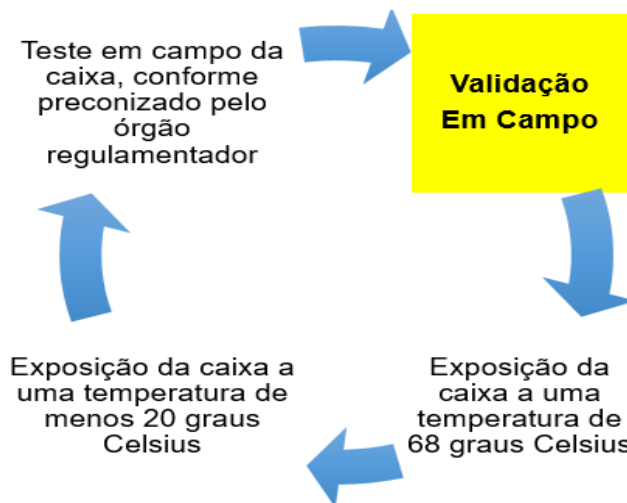 Teste em campo da
caixa, conforme
preconizado pelo
órgão
regulamentador
Validação
Em Campo
Exposição da caixa a
uma temperatura de
menos 20 graus
Celsius
Exposição da
caixa a uma
temperatura de
68 graus Celsius